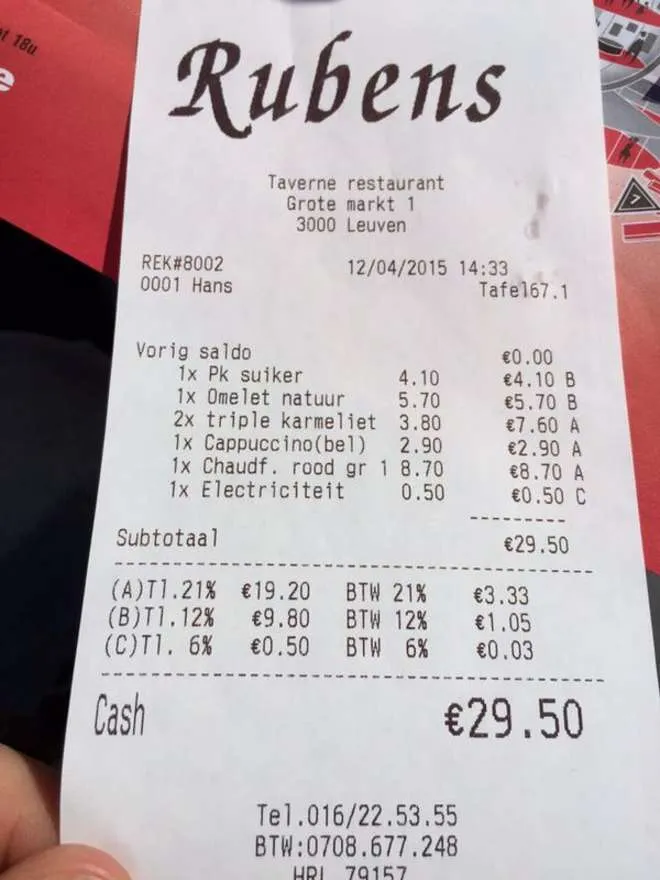 t 18u
e
7
Rubens
Taverne restaurant
Grote markt 1
3000 Leuven
REK#8002 12/04/2015 14:33
0001 Hans Tafel67.1
Vorig saldo €0.00
1x Pk suiker 4.10 €4.10 B
1x Omelet natuur 5.70 €5.70 B
2x triple karmeliet 3.80 €7.60 A
1x Cappuccino(bel) 2.90 €2.90 A
1x Chaudf. rood gr 1 8.70 €8.70 A
1x Electriciteit 0.50 €0.50 C
Subtotaal €29.50
(A)Tl.21% €19.20 BTW 21% €3.33
(B)Tl.12% €9.80 BTW 12% €1.05
(C)Tl. 6% €0.50 BTW 6% €0.03
Cash €29.50
Tel.016/22.53.55
BTW:0708.677.248
HRL 79157